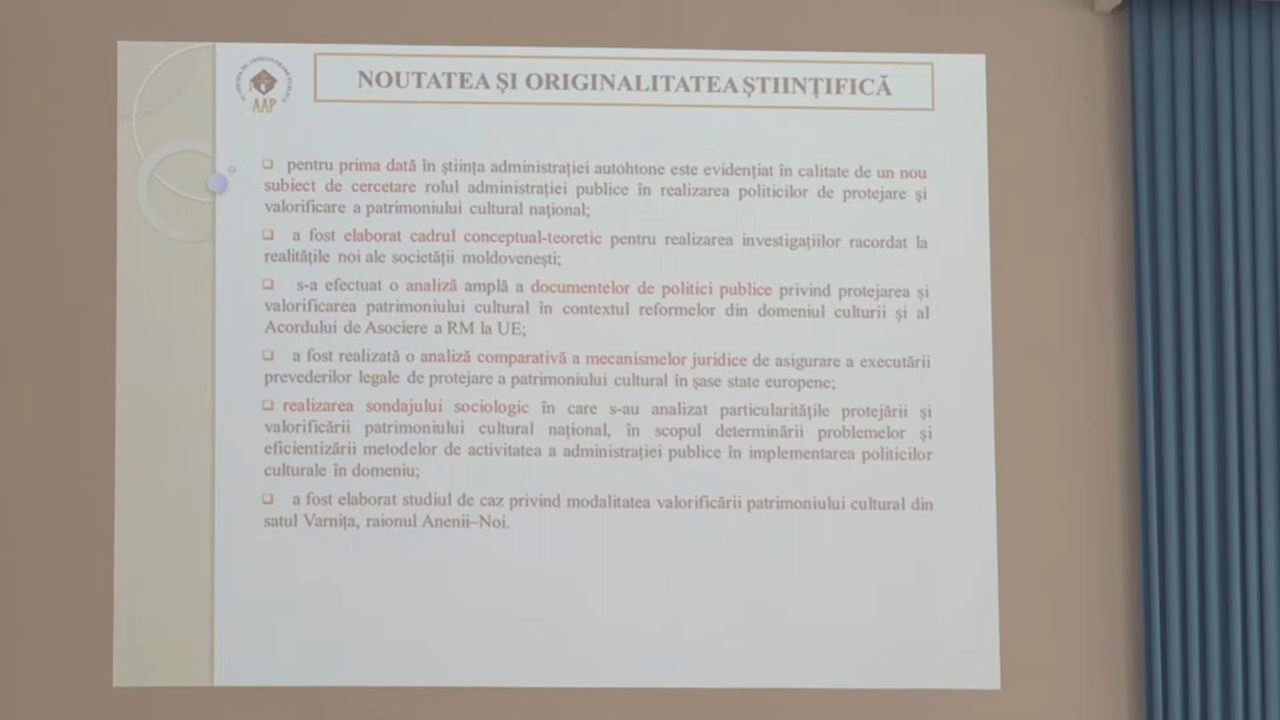 AAP
NOUTATEA ȘI ORIGINALITATEA ȘTIINȚIFICĂ
❑ pentru prima dată în știința administrației autohtone este evidențiat în calitate de un nou
subiect de cercetare rolul administrației publice în realizarea politicilor de protejare și
valorificare a patrimoniului cultural național;
❑ a fost elaborat cadrul conceptual-teoretic pentru realizarea investigațiilor racordat la
realitățile noi ale societății moldovenești;
❑ s-a efectuat o analiză amplă a documentelor de politici publice privind protejarea și
valorificarea patrimoniului cultural în contextul reformelor din domeniul culturii și al
Acordului de Asociere a RM la UE;
❑ a fost realizată o analiză comparativă a mecanismelor juridice de asigurare a executării
prevederilor legale de protejare a patrimoniului cultural în șase state europene;
❑ realizarea sondajului sociologic în care s-au analizat particularitățile protejării și
valorificării patrimoniului cultural național, în scopul determinării problemelor și
eficientizării metodelor de activitatea a administrației publice în implementarea politicilor
culturale în domeniu;
❑ a fost elaborat studiul de caz privind modalitatea valorificării patrimoniului cultural din
satul Varnița, raionul Anenii–Noi.